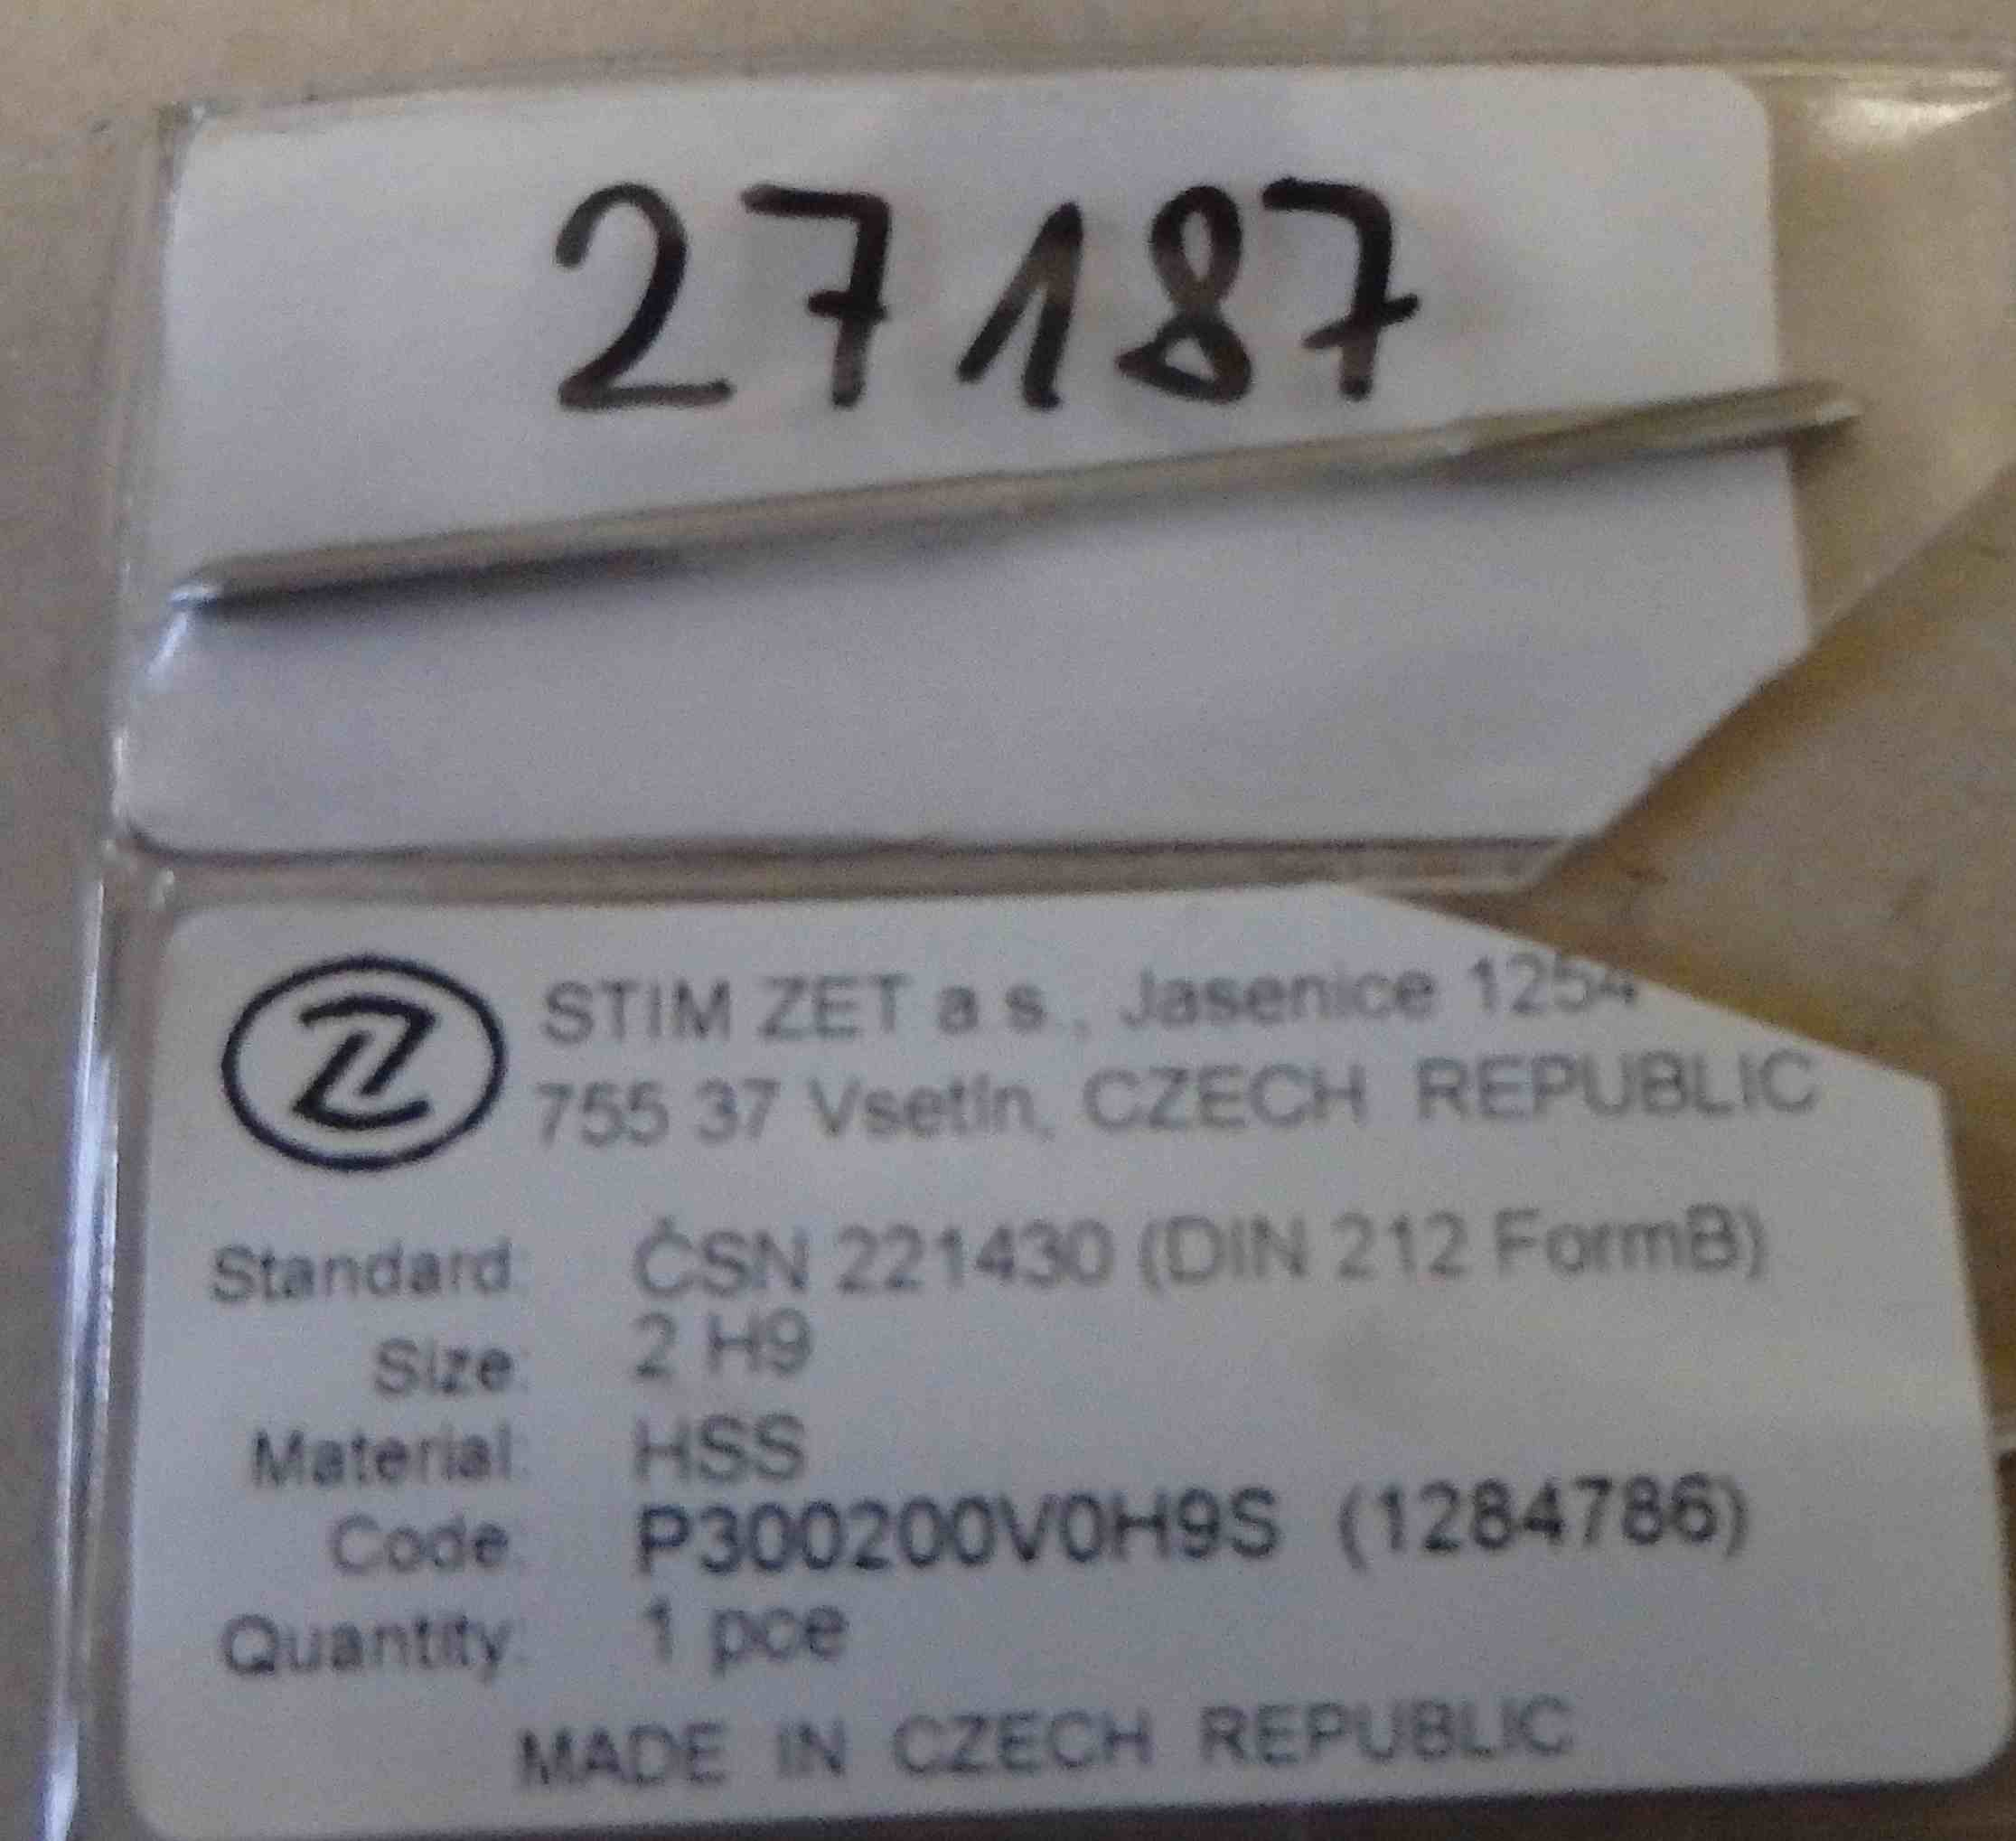 27187
STIM ZET a.s., Jasenice 1254
755 37 Vsetín, CZECH REPUBLIC
Standard: ČSN 221430 (DIN 212 FormB)
Size: 2 H9
Material: HSS
Code: P300200V0H9S (1284786)
Quantity: 1 pce
MADE IN CZECH REPUBLIC